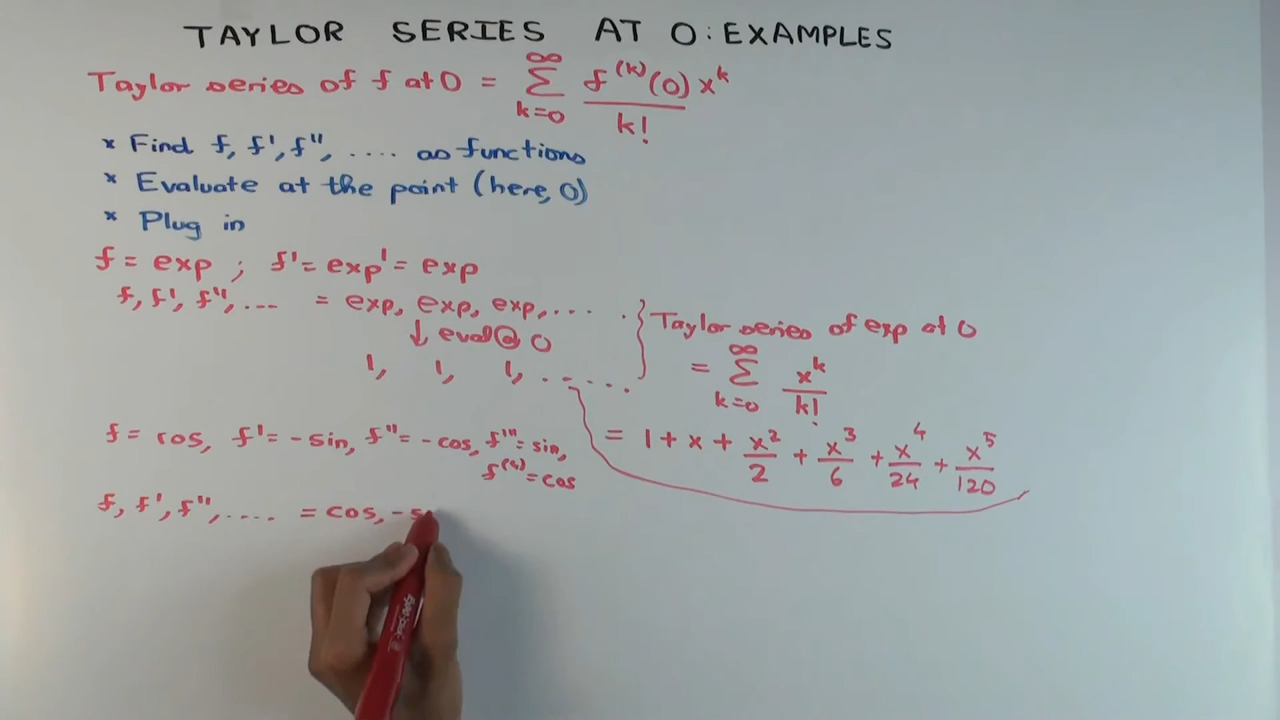 TAYLOR SERIES AT 0: EXAMPLES
Taylor series of f at 0 = ∞ Σ k=0 f^(k)(0) x^k / k!
* Find f, f', f'', .... as functions
* Evaluate at the point (here, 0)
* Plug in
f = exp ; f' = exp' = exp
f, f', f'', .... = exp, exp, exp, ....
↓ eval@ 0
1, 1, 1, ......
Taylor series of exp at 0
= ∞ Σ k=0 x^k / k!
= 1 + x + x^2/2 + x^3/6 + x^4/24 + x^5/120
f = cos, f' = -sin, f'' = -cos, f''' = sin,
f^(4) = cos
f, f', f'', .... = cos, -s